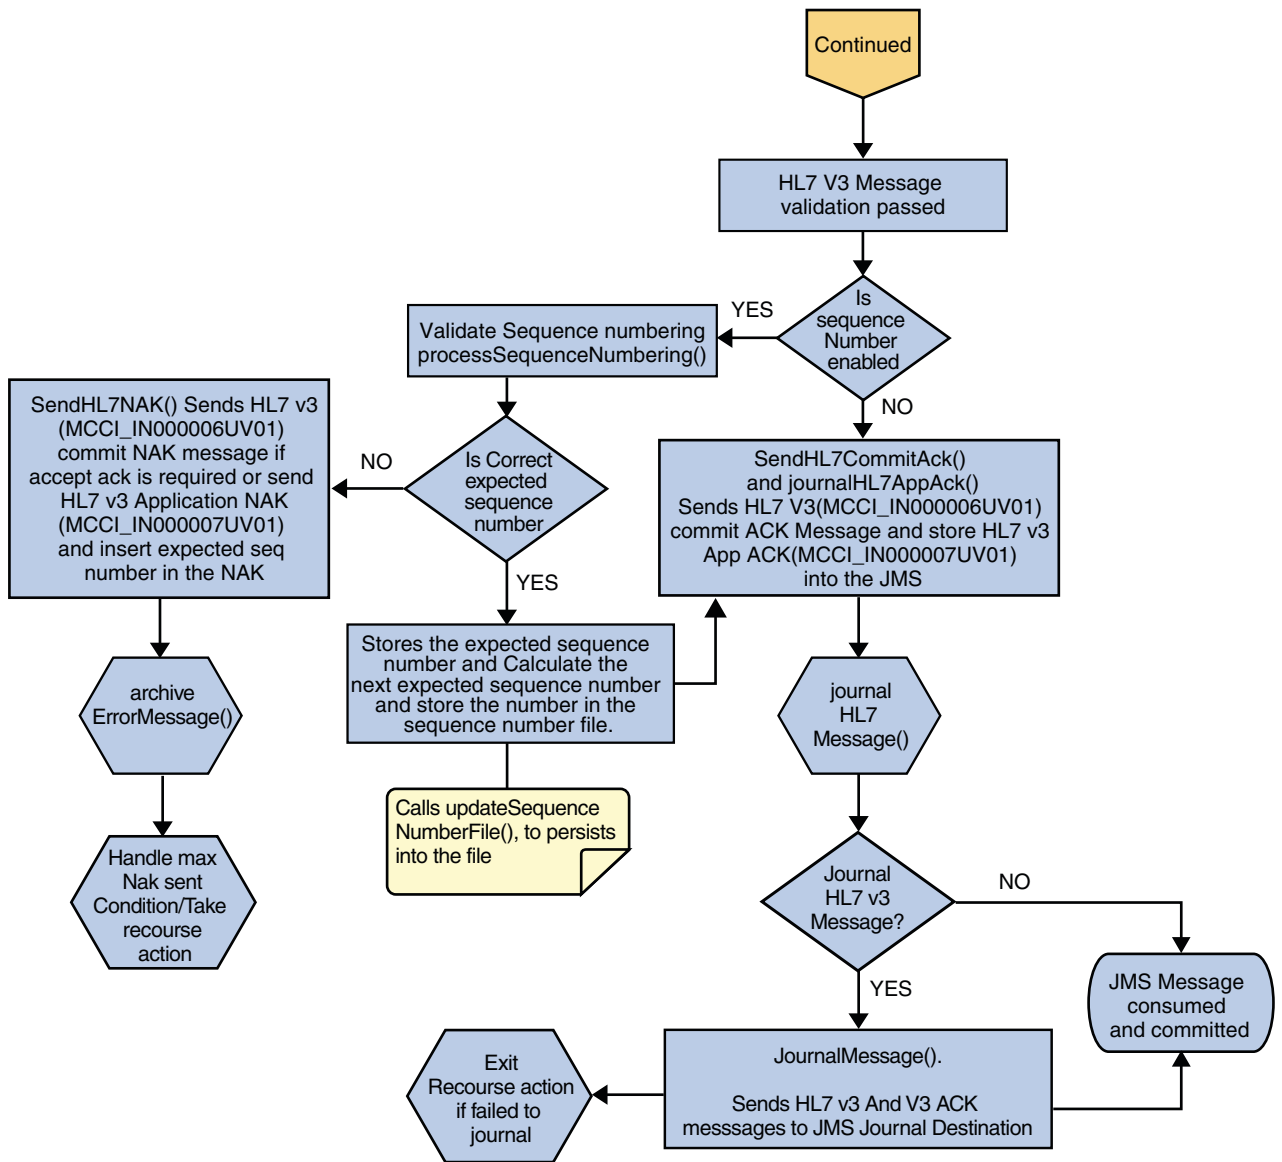 Continued
HL7 V3 Message
validation passed
Is
sequence
Number
enabled
YES
NO
Validate Sequence numbering
processSequenceNumbering()
Is Correct
expected
sequence
number
NO
YES
SendHL7NAK() Sends HL7 v3
(MCCI_IN000006UV01)
commit NAK message if
accept ack is required or send
HL7 v3 Application NAK
(MCCI_IN000007UV01)
and insert expected seq
number in the NAK
SendHL7CommitAck()
and journalHL7AppAck()
Sends HL7 V3(MCCI_IN000006UV01)
commit ACK Message and store HL7 v3
App ACK(MCCI_IN000007UV01)
into the JMS
Stores the expected sequence
number and Calculate the
next expected sequence number
and store the number in the
sequence number file.
archive
ErrorMessage()
journal
HL7
Message()
Calls updateSequence
NumberFile(), to persists
into the file
Handle max
Nak sent
Condition/Take
recourse
action
Journal
HL7 v3
Message?
NO
YES
JMS Message
consumed
and committed
JournalMessage().
Sends HL7 v3 And V3 ACK
messsages to JMS Journal Destination
Exit
Recourse action
if failed to
journal